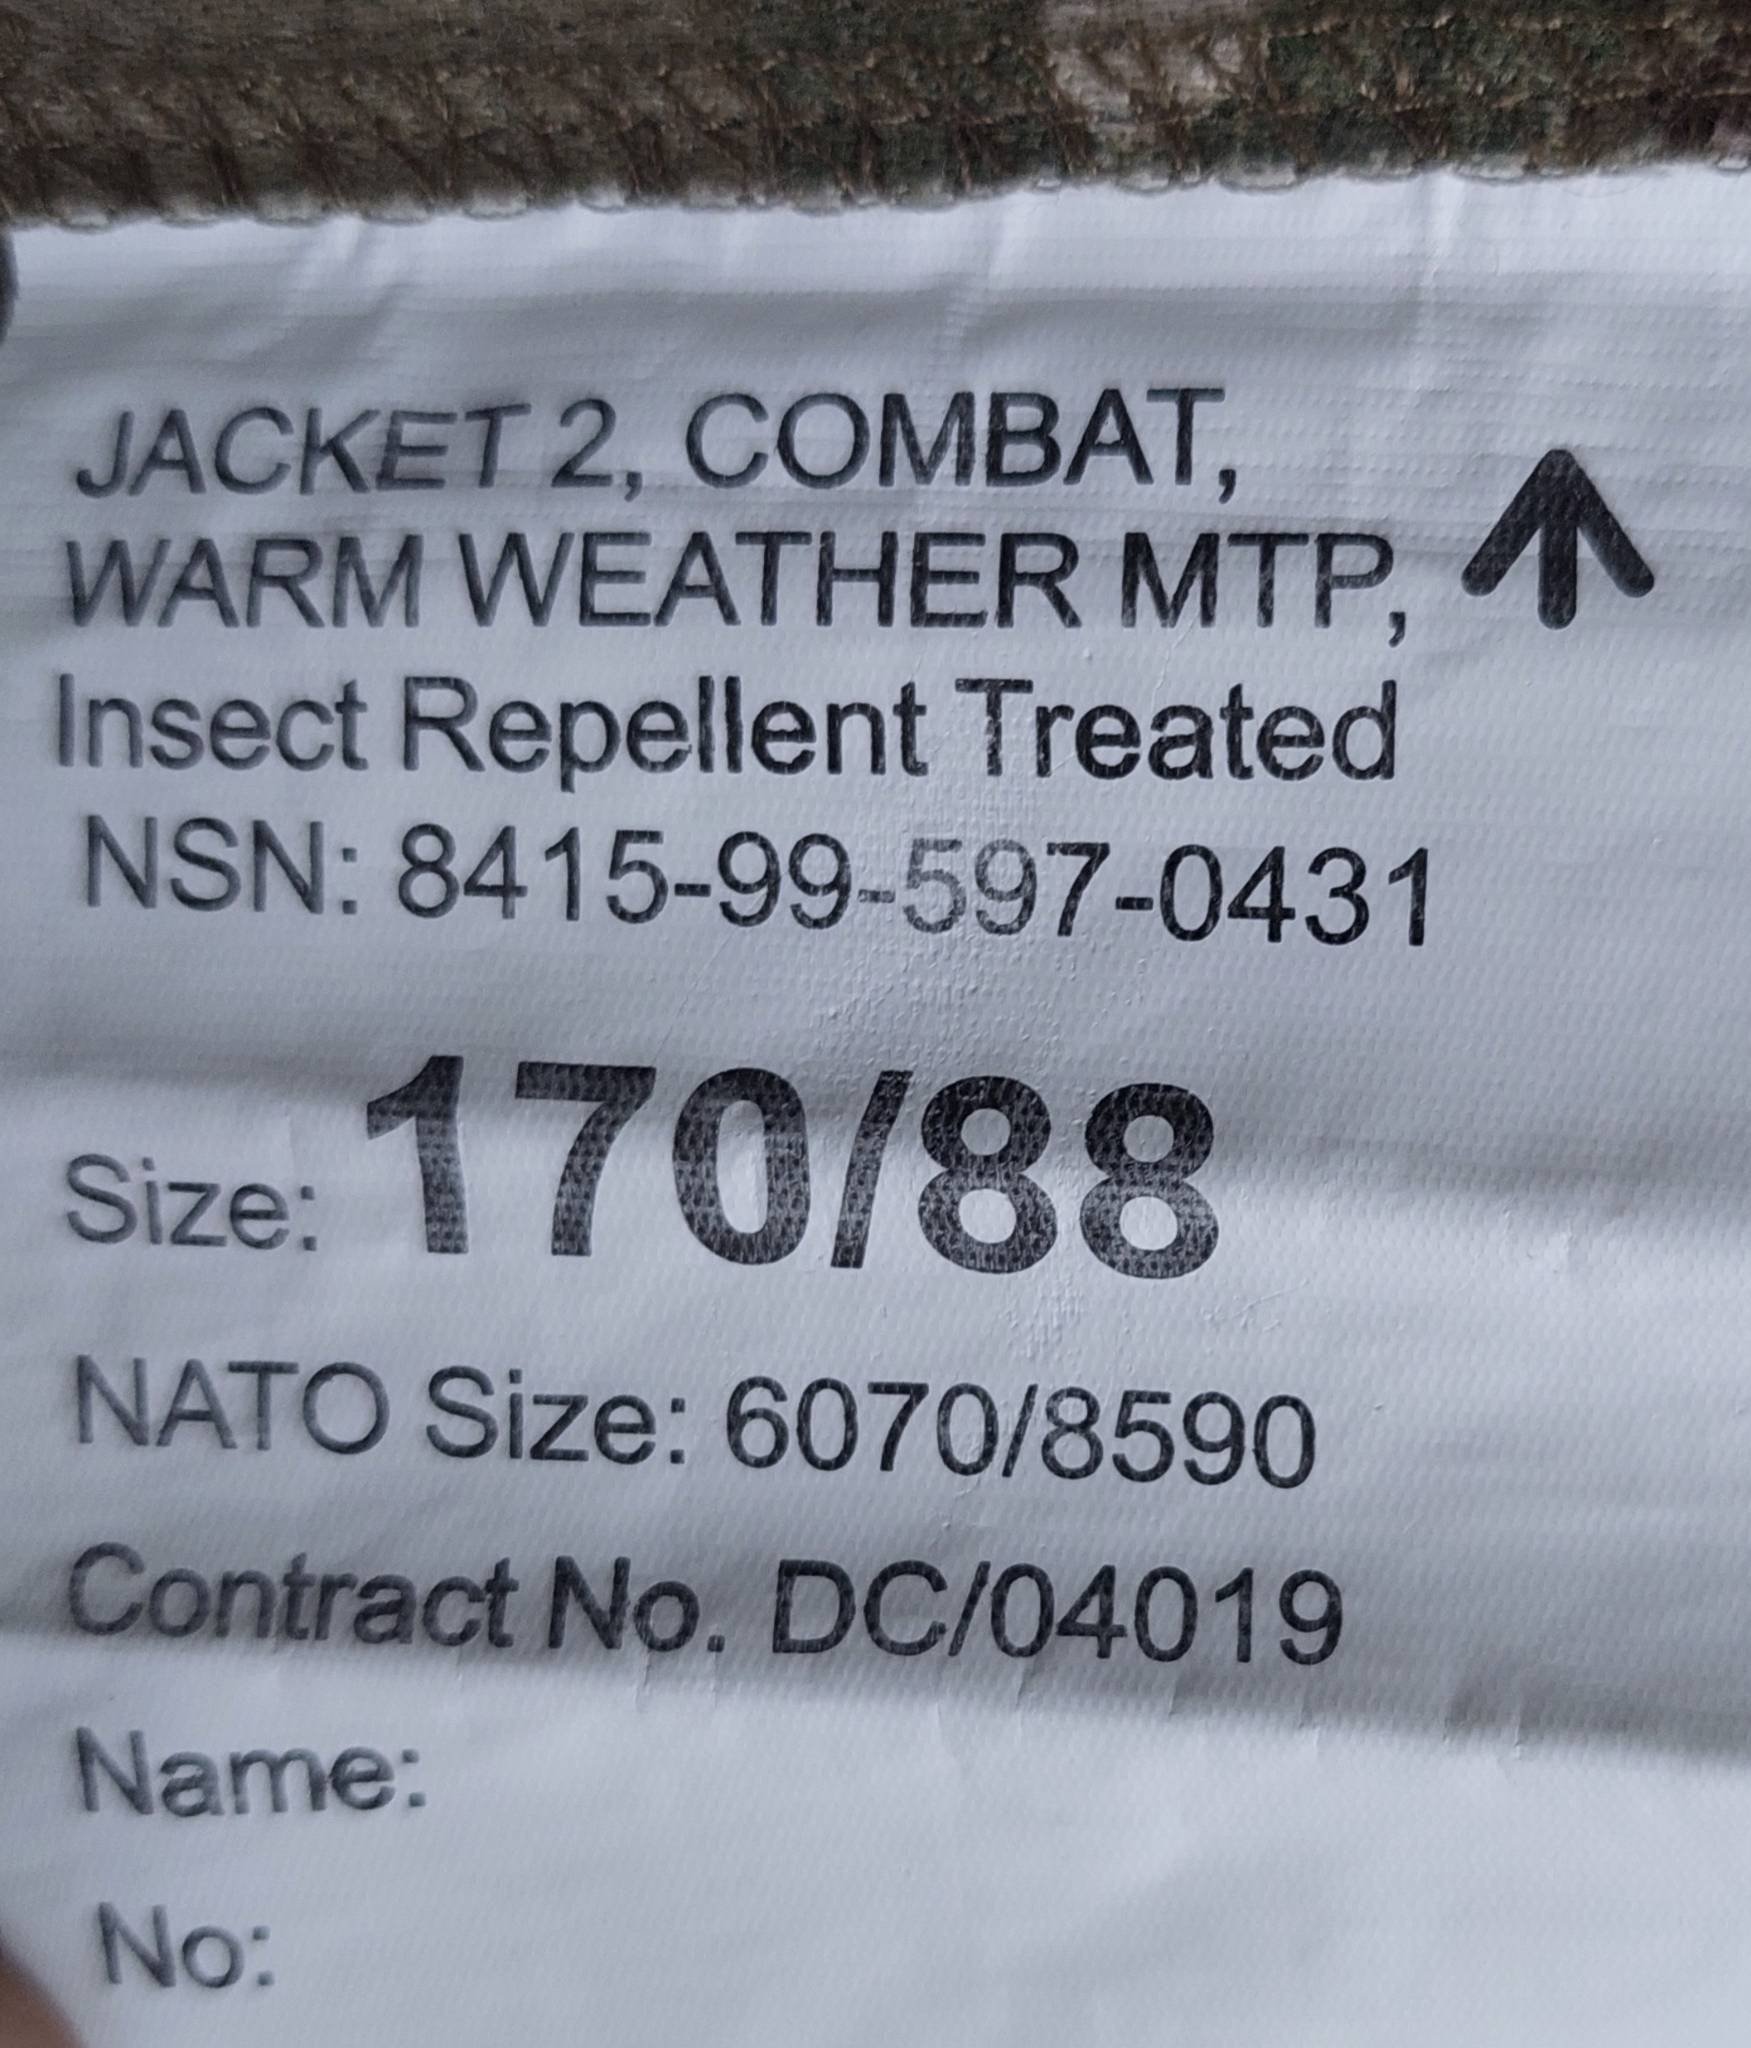 JACKET 2, COMBAT,
WARM WEATHER MTP,
Insect Repellent Treated
NSN: 8415-99-597-0431
Size: 170/88
NATO Size: 6070/8590
Contract No. DC/04019
Name:
No: